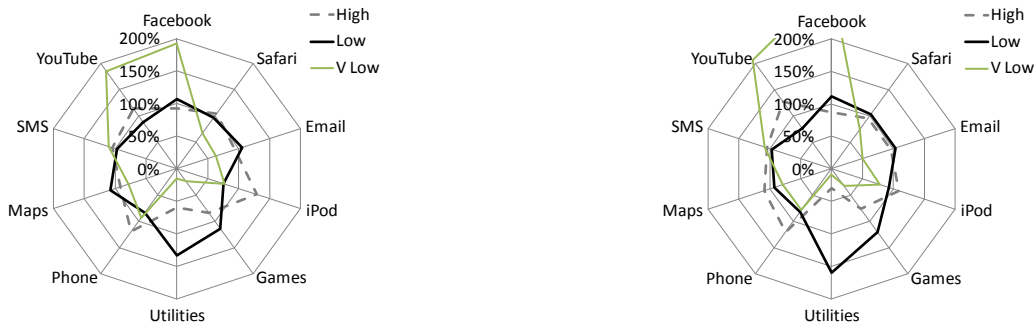 Facebook
High
Low
V Low
200%
150%
100%
50%
0%
YouTube
Safari
SMS
Email
Maps
iPod
Phone
Games
Utilities
Facebook
High
Low
V Low
200%
150%
100%
50%
0%
YouTube
Safari
SMS
Email
Maps
iPod
Phone
Games
Utilities